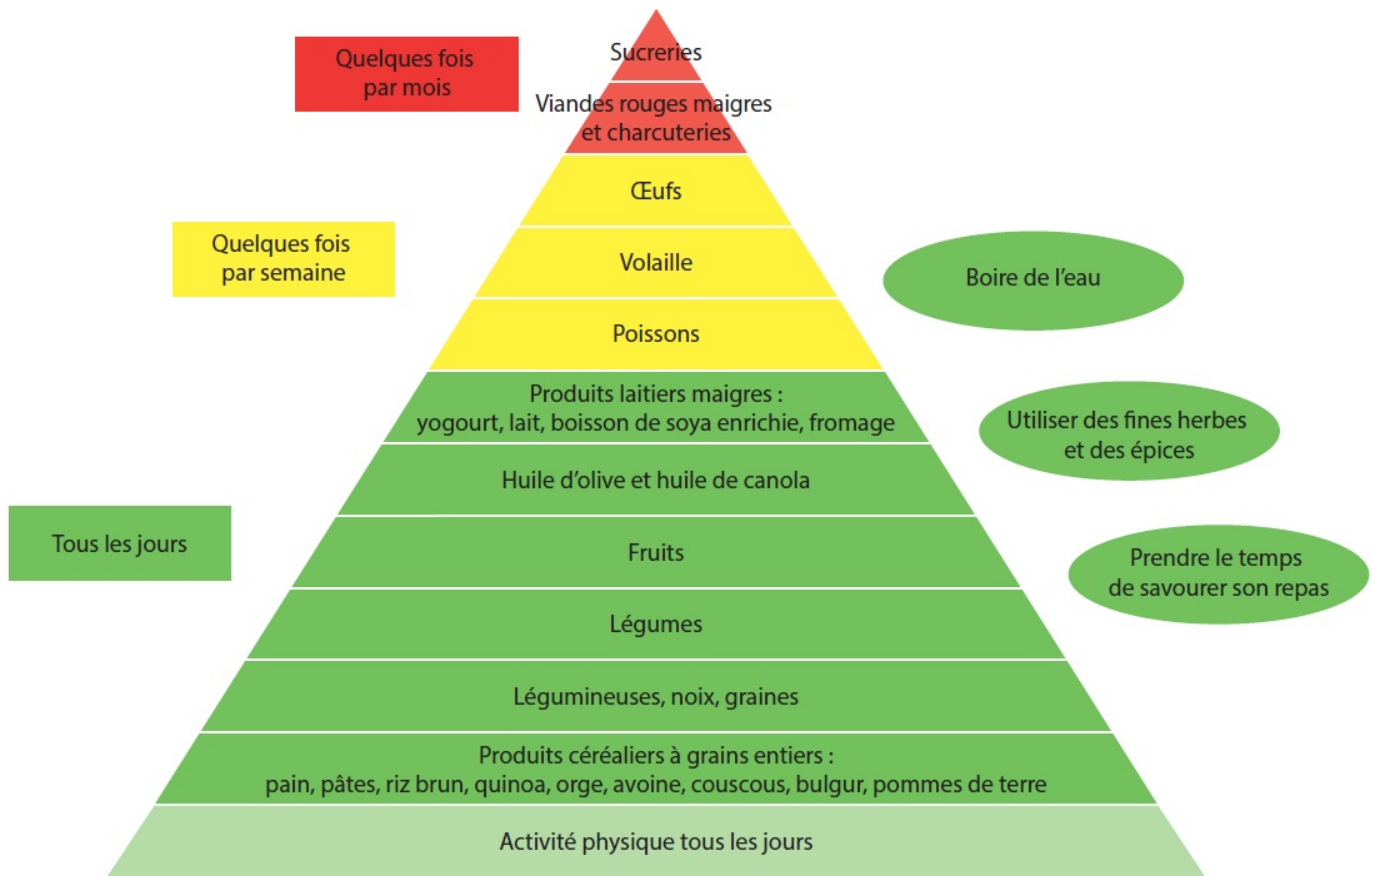 Quelques fois
par mois
Sucreries
Viandes rouges maigres
et charcuteries
Œufs
Quelques fois
par semaine
Volaille
Boire de l’eau
Poissons
Produits laitiers maigres :
yogourt, lait, boisson de soya enrichie, fromage
Utiliser des fines herbes
et des épices
Huile d’olive et huile de canola
Tous les jours
Fruits
Prendre le temps
de savourer son repas
Légumes
Légumineuses, noix, graines
Produits céréaliers à grains entiers :
pain, pâtes, riz brun, quinoa, orge, avoine, couscous, bulgur, pommes de terre
Activité physique tous les jours